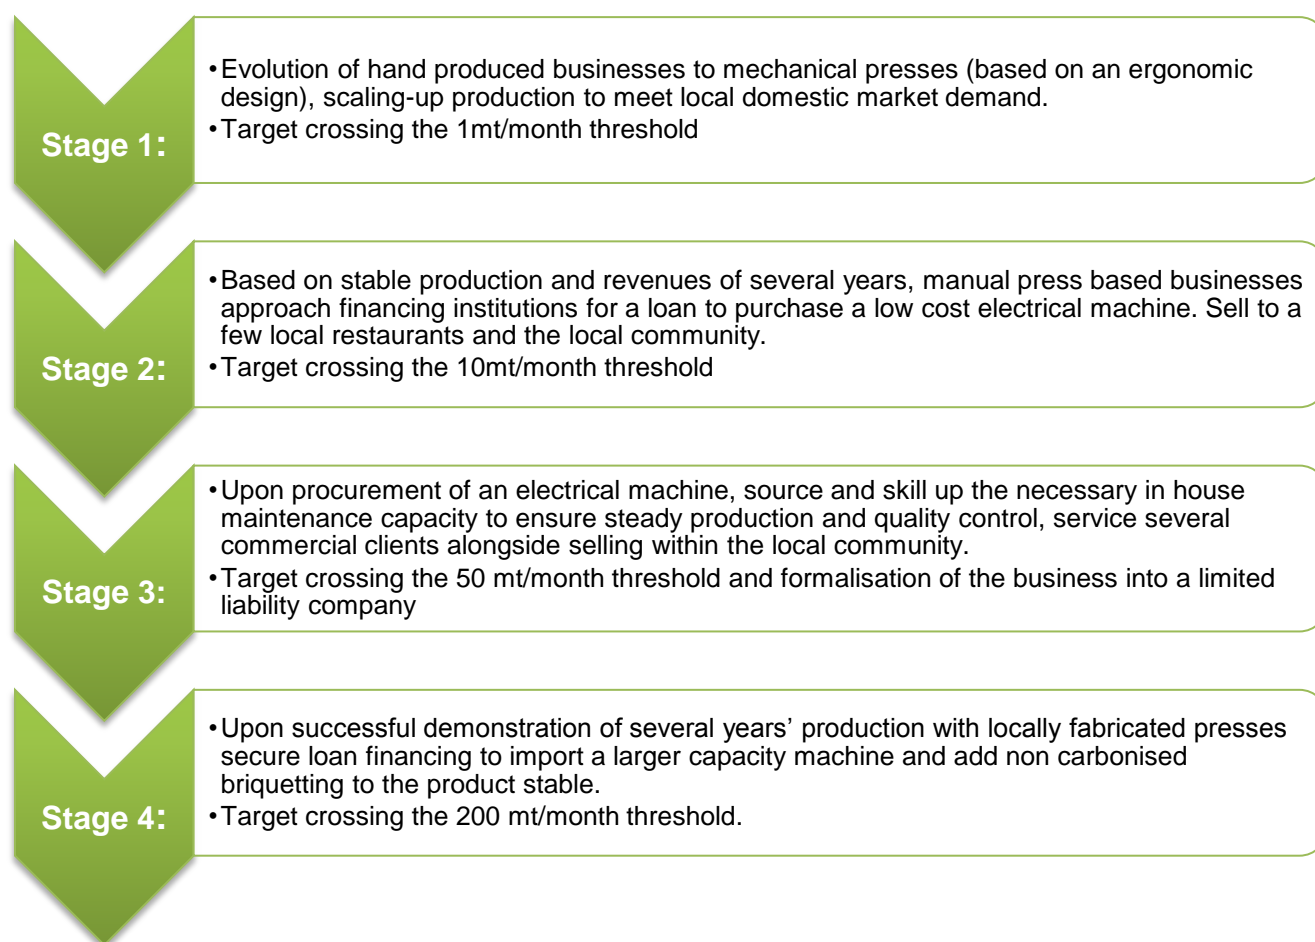 Stage 1:
•Evolution of hand produced businesses to mechanical presses (based on an ergonomic
design), scaling-up production to meet local domestic market demand.
•Target crossing the 1mt/month threshold
Stage 2:
•Based on stable production and revenues of several years, manual press based businesses
approach financing institutions for a loan to purchase a low cost electrical machine. Sell to a
few local restaurants and the local community.
•Target crossing the 10mt/month threshold
Stage 3:
•Upon procurement of an electrical machine, source and skill up the necessary in house
maintenance capacity to ensure steady production and quality control, service several
commercial clients alongside selling within the local community.
•Target crossing the 50 mt/month threshold and formalisation of the business into a limited
liability company
Stage 4:
•Upon successful demonstration of several years’ production with locally fabricated presses
secure loan financing to import a larger capacity machine and add non carbonised
briquetting to the product stable.
•Target crossing the 200 mt/month threshold.